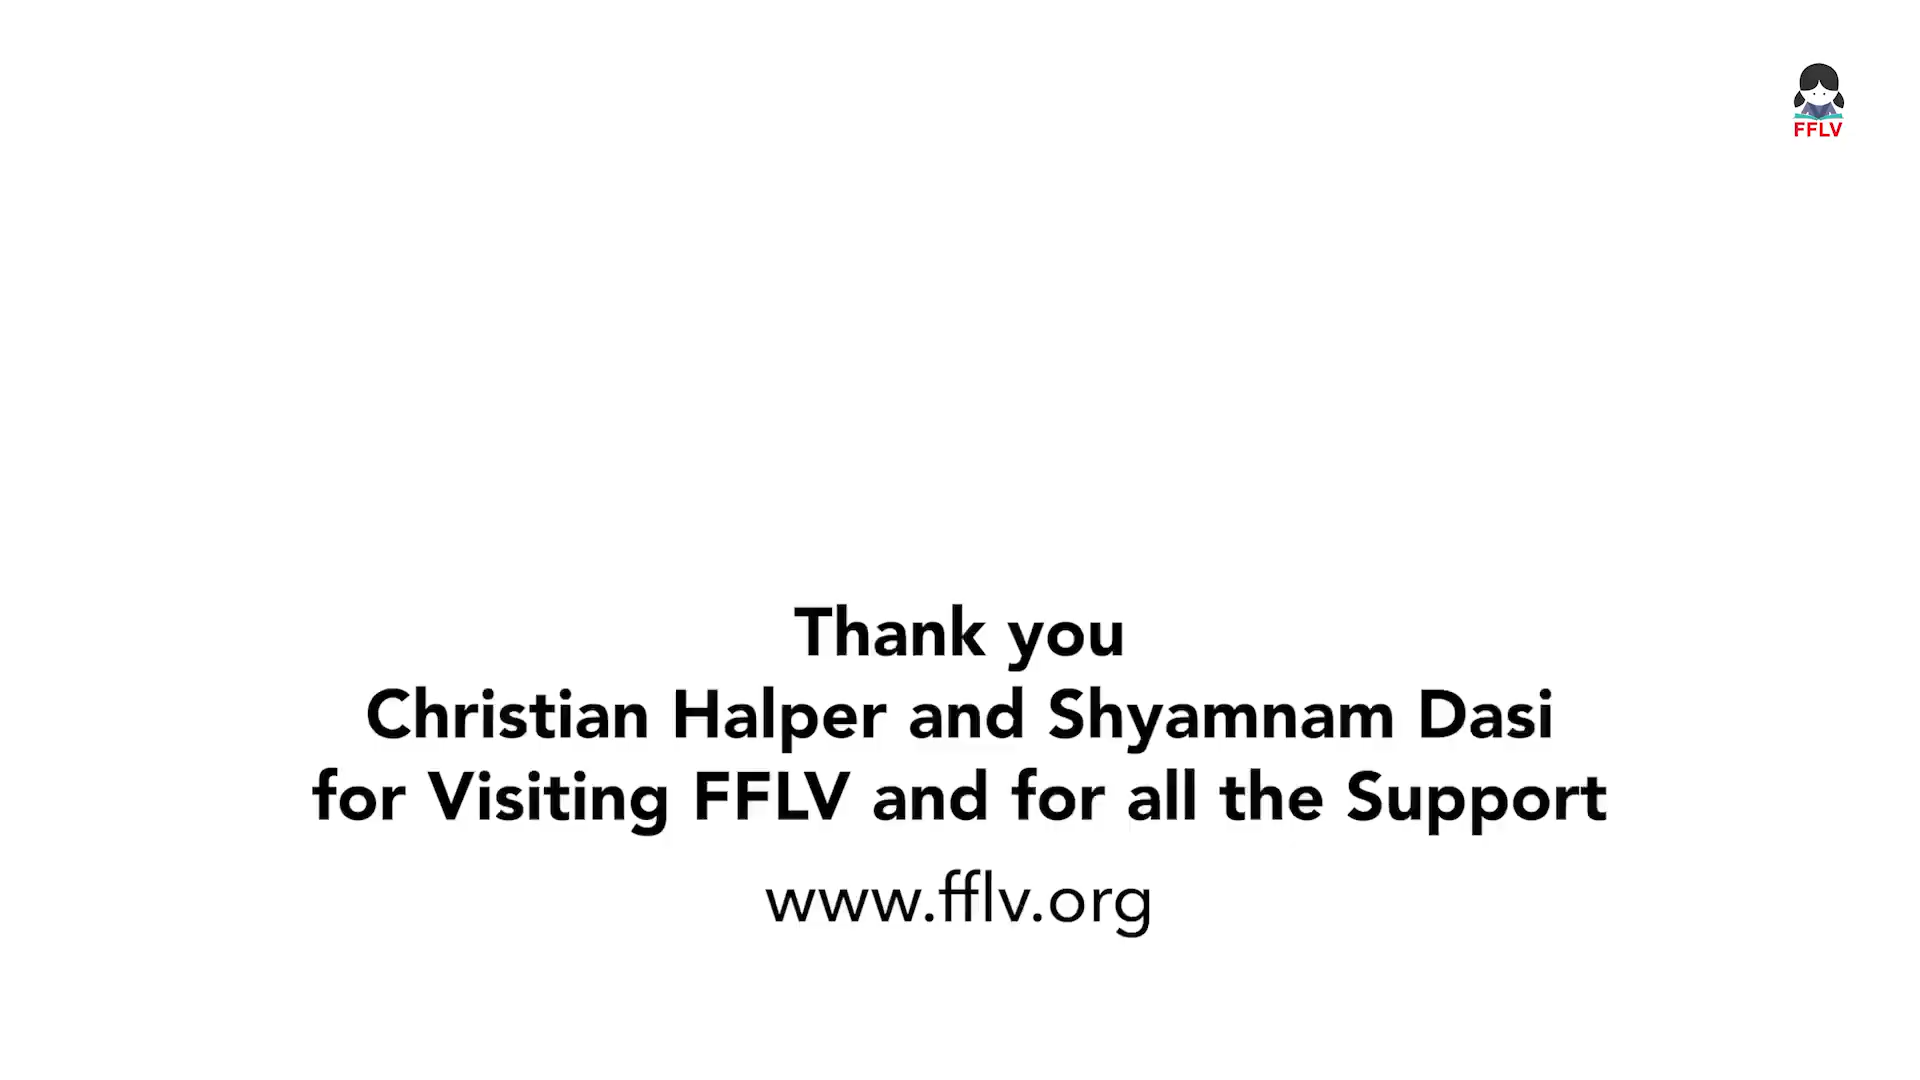 FFLV
Thank you
Christian Halper and Shyamnam Dasi
for Visiting FFLV and for all the Support
www.fflv.org